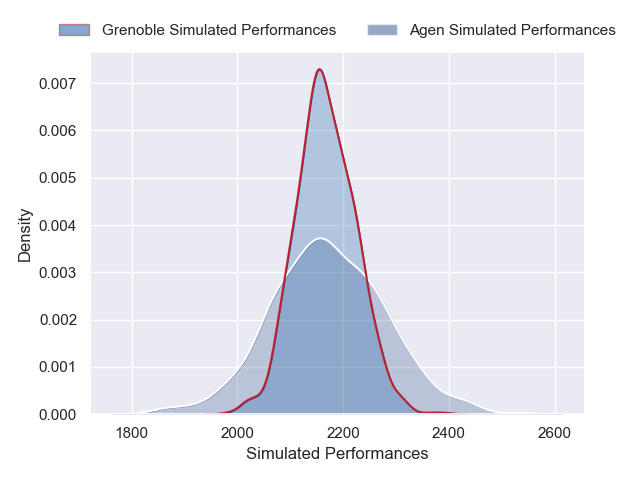 Grenoble Simulated Performances Agen Simulated Performances
0.007
0.006
0.005
0.004
0.003
0.002
0.001
0.000
Density
1800 2000 2200 2400 2600
Simulated Performances